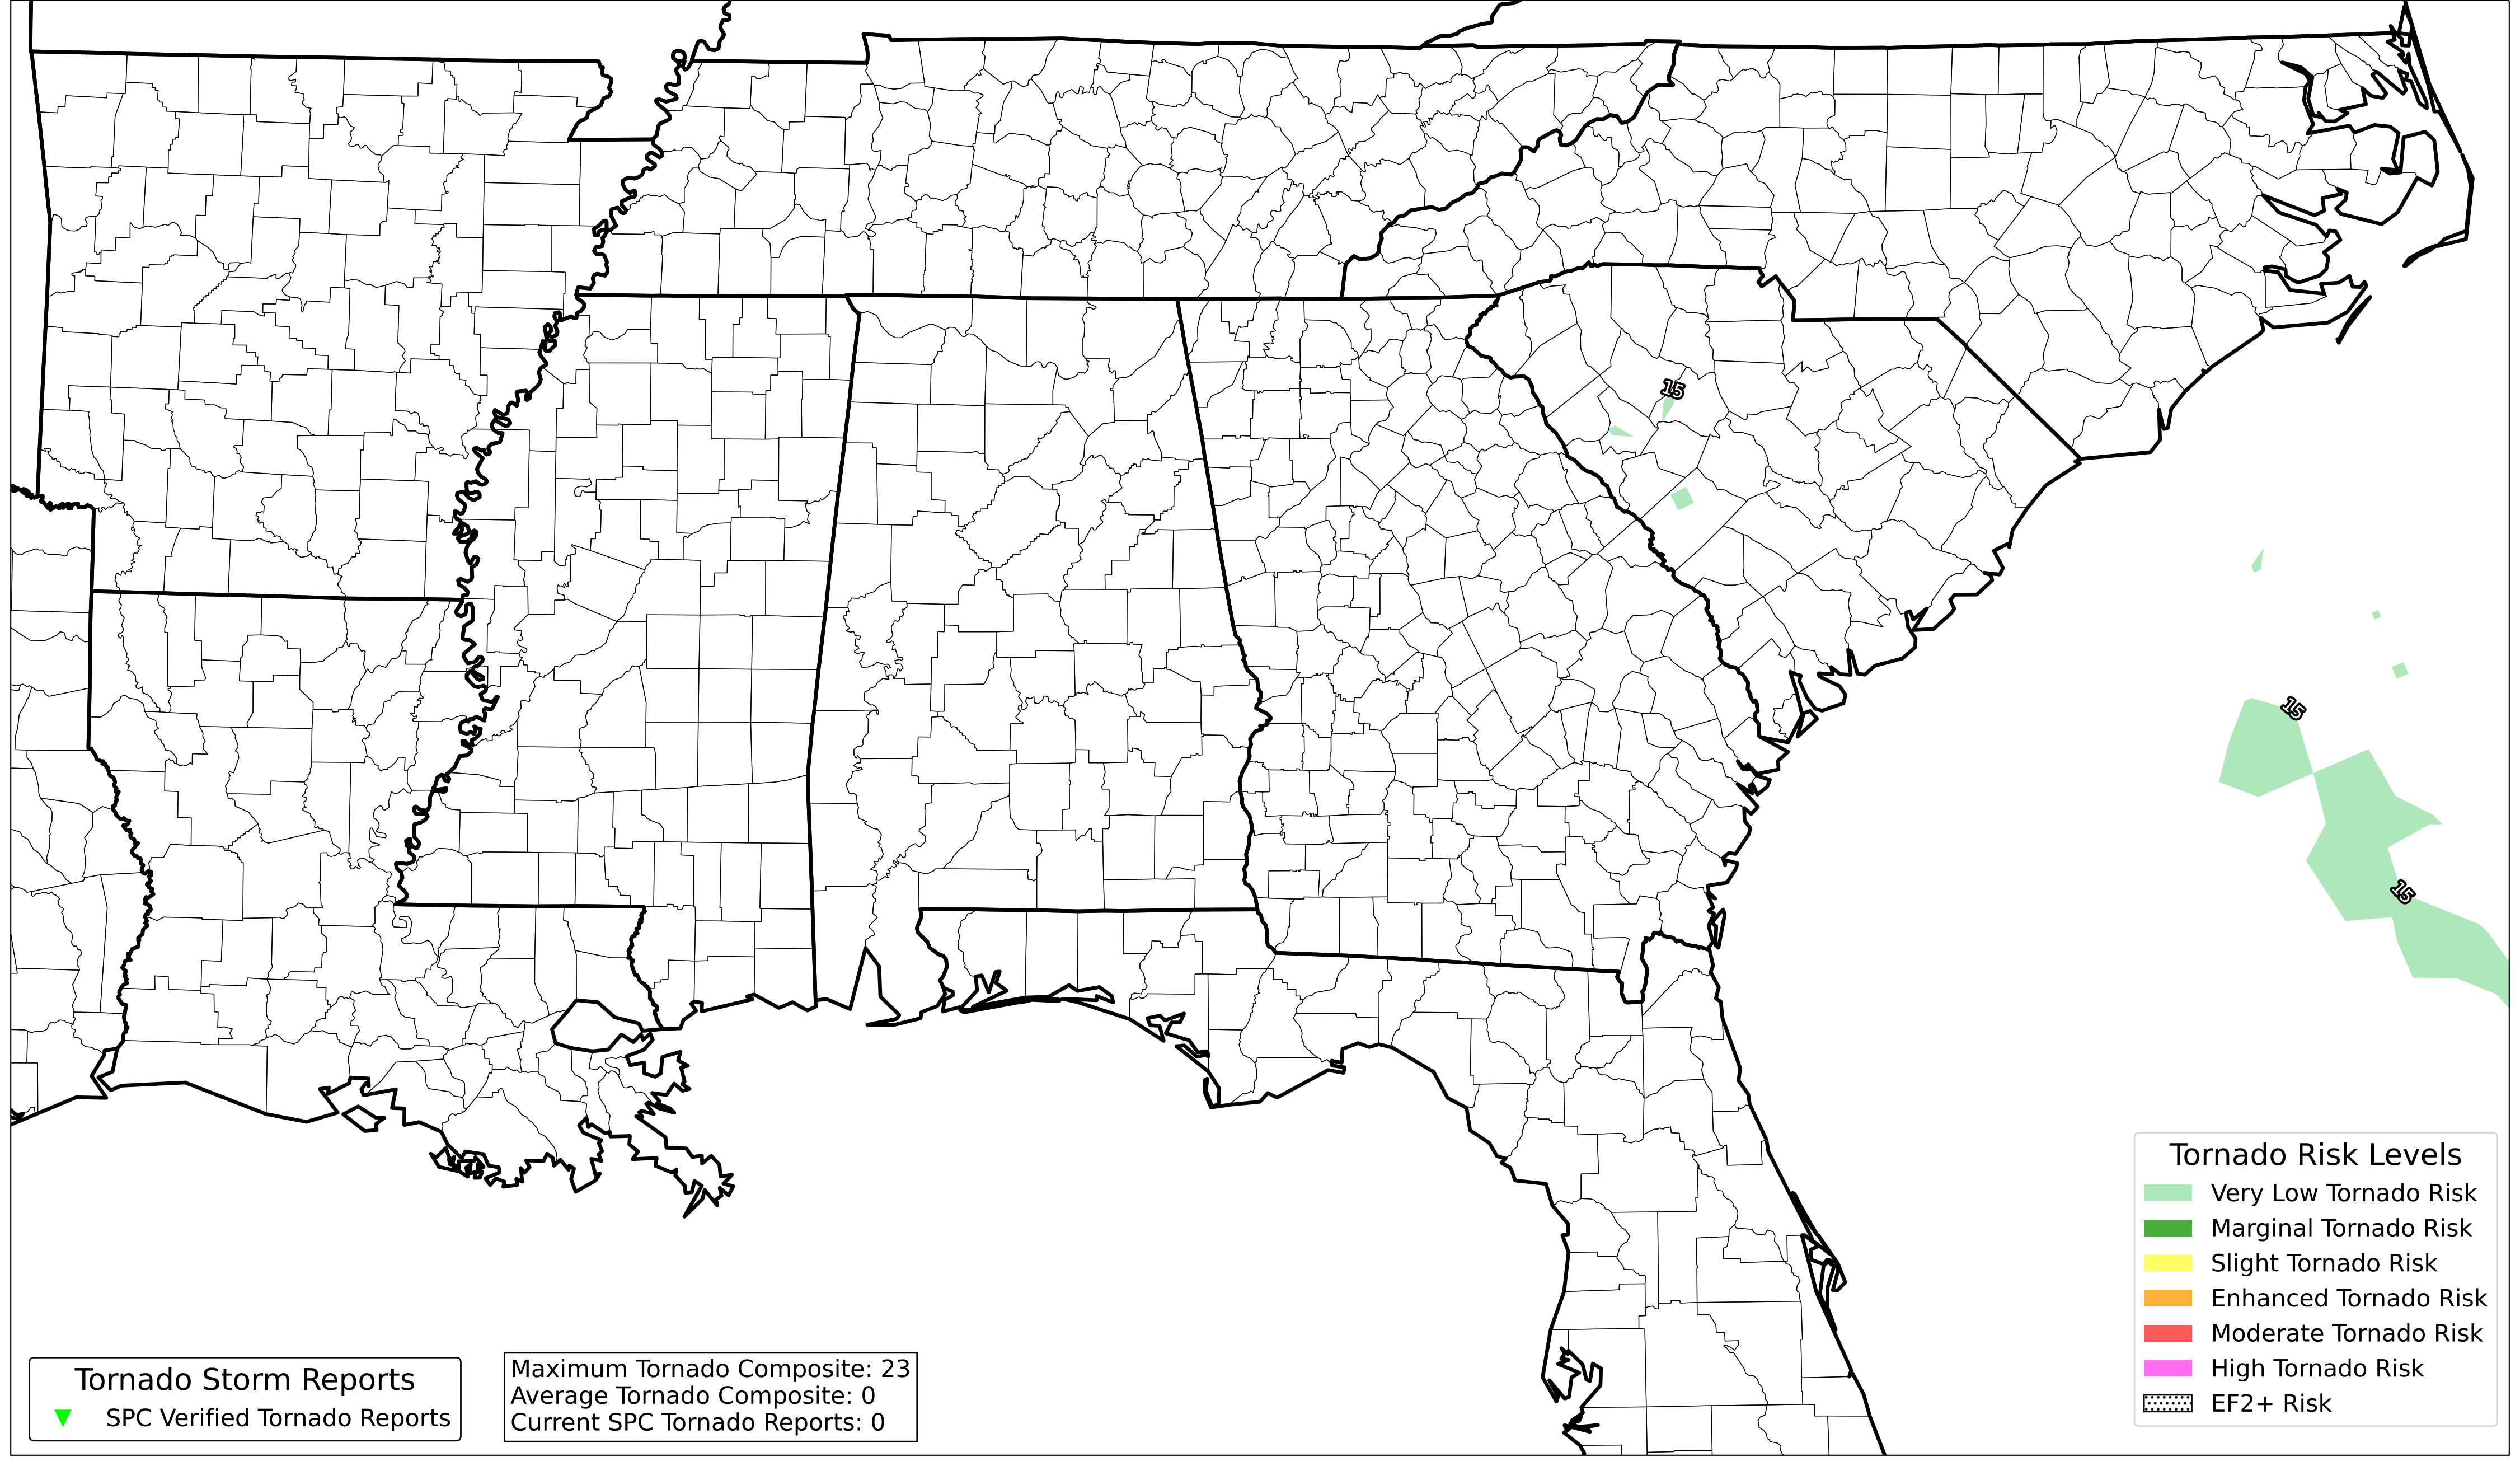 15
15
15
Tornado Risk Levels
Very Low Tornado Risk
Marginal Tornado Risk
Slight Tornado Risk
Enhanced Tornado Risk
Moderate Tornado Risk
High Tornado Risk
EF2+ Risk
Tornado Storm Reports
SPC Verified Tornado Reports
Maximum Tornado Composite: 23
Average Tornado Composite: 0
Current SPC Tornado Reports: 0